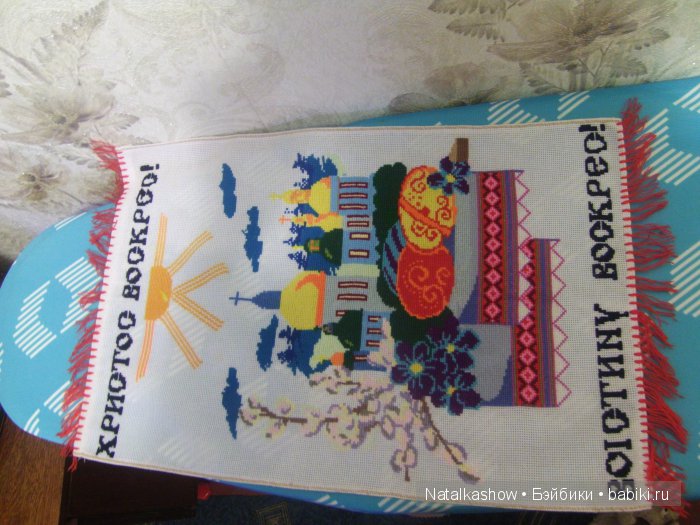 ХРИСТОС ВОСКРЕС!
ВОІСТИНУ ВОСКРЕС!
Natalkashow • Бэйбики • babiki.ru